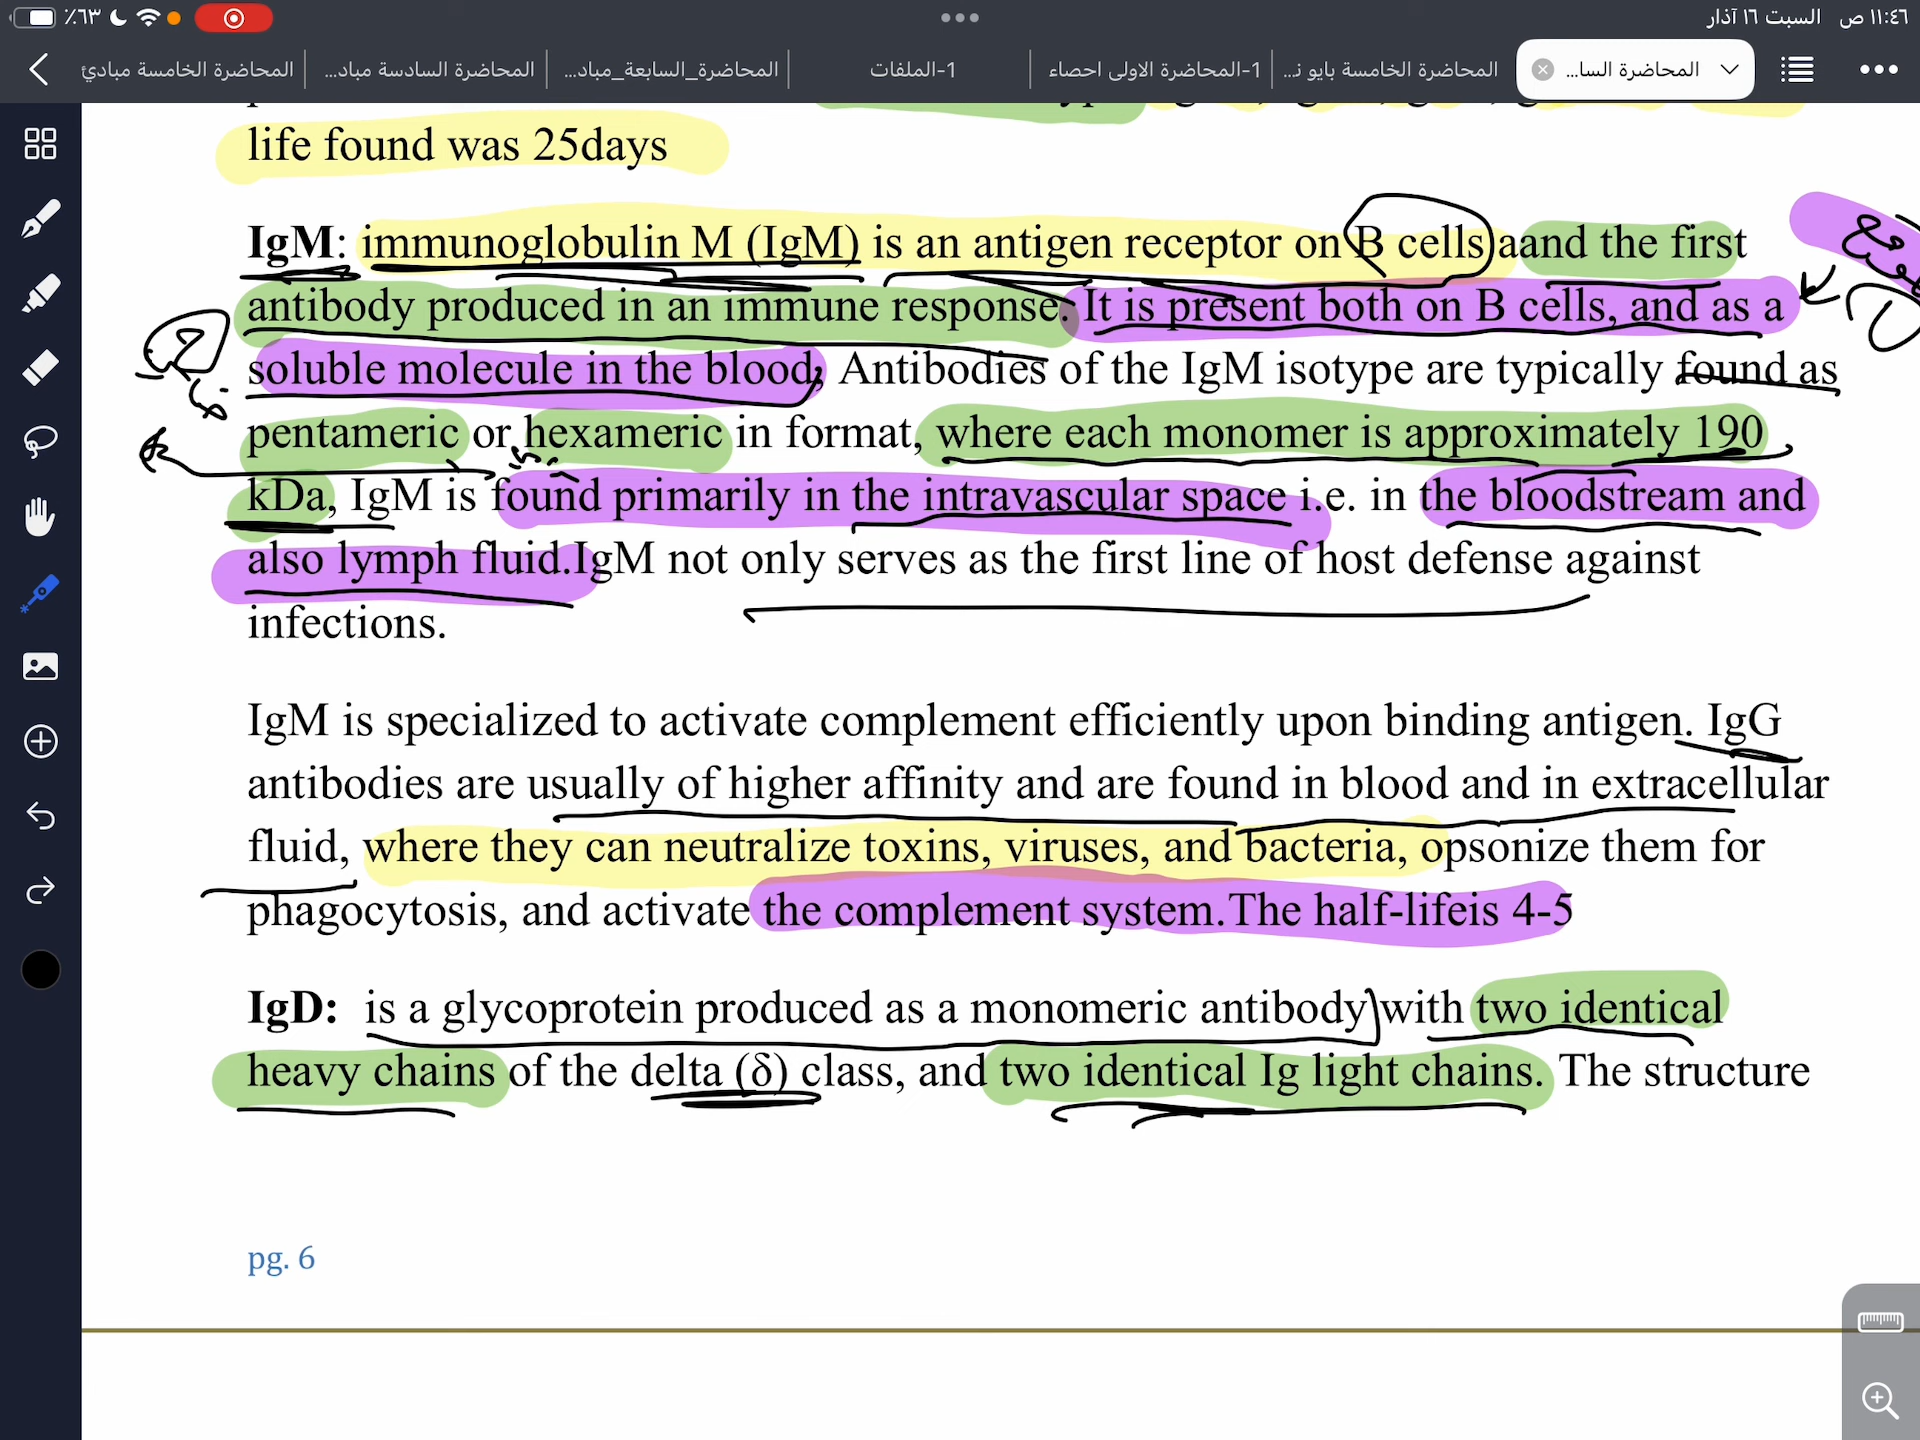 ٪٦٣
السبت ١٦ آذار ١١:٤٦ ص
المحاضرة الخامسة مبادئ
المحاضرة السادسة مباد...
المحاضرة_السابعة_مباد...
1-الملفات
1-المحاضرة الاولى احصاء
المحاضرة الخامسة بايو ن...
المحاضرة السا...
life found was 25days
IgM: immunoglobulin M (IgM) is an antigen receptor on B cells aand the first
antibody produced in an immune response. It is present both on B cells, and as a
soluble molecule in the blood, Antibodies of the IgM isotype are typically found as
pentameric or hexameric in format, where each monomer is approximately 190
kDa, IgM is found primarily in the intravascular space i.e. in the bloodstream and
also lymph fluid.IgM not only serves as the first line of host defense against
infections.
IgM is specialized to activate complement efficiently upon binding antigen. IgG
antibodies are usually of higher affinity and are found in blood and in extracellular
fluid, where they can neutralize toxins, viruses, and bacteria, opsonize them for
phagocytosis, and activate the complement system.The half-lifeis 4-5
IgD: is a glycoprotein produced as a monomeric antibody with two identical
heavy chains of the delta (δ) class, and two identical Ig light chains. The structure
pg. 6